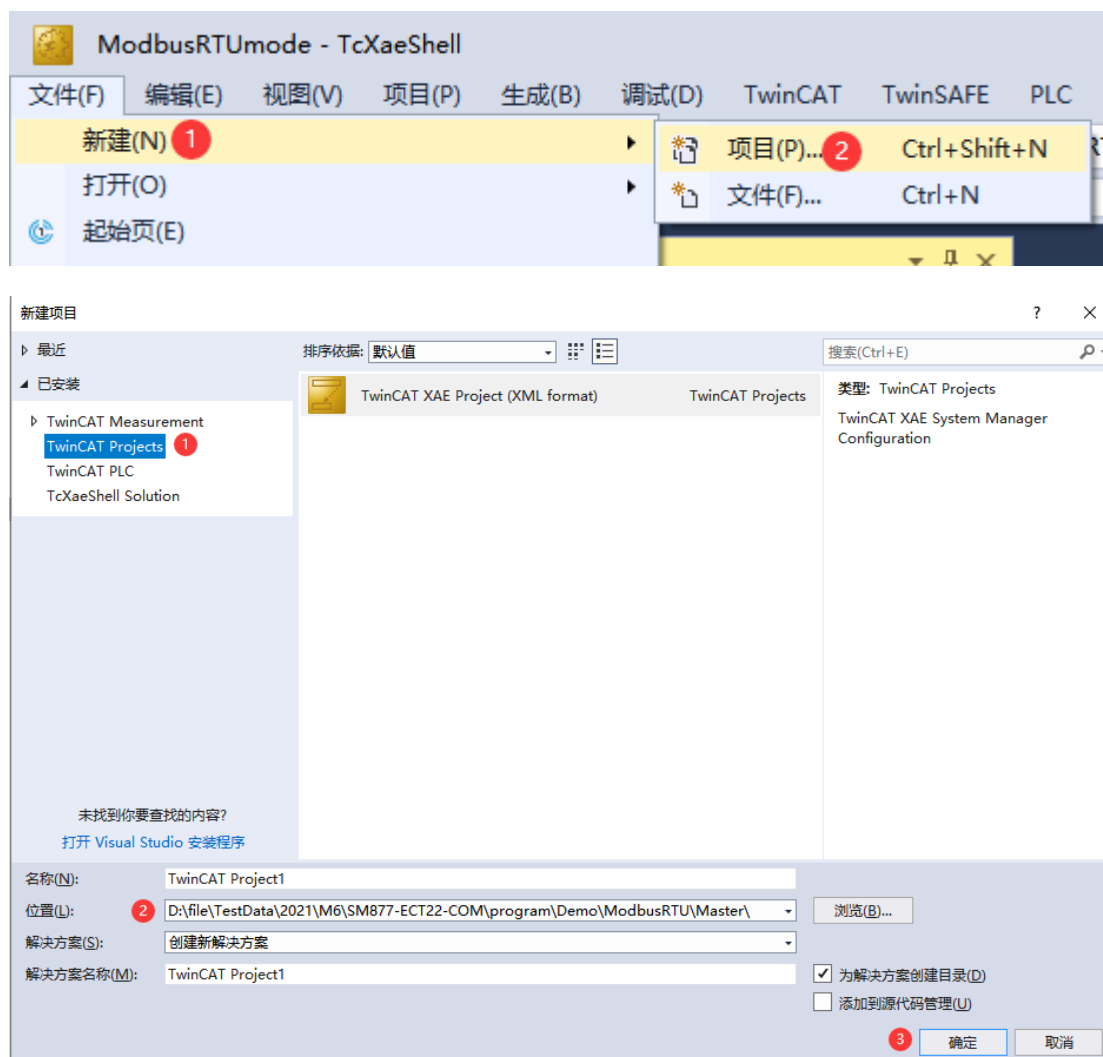 ModbusRTUmode - TcXaeShell
文件(F) 编辑(E) 视图(V) 项目(P) 生成(B) 调试(D) TwinCAT TwinSAFE PLC
新建(N) 1
项目(P)... 2 Ctrl+Shift+N
打开(O)
文件(F)... Ctrl+N
起始页(E)
新建项目 ?
最近
排序依据: 默认值
搜索(Ctrl+E)
已安装
TwinCAT XAE Project (XML format) TwinCAT Projects
类型: TwinCAT Projects
TwinCAT XAE System Manager
Configuration
TwinCAT Measurement
TwinCAT Projects 1
TwinCAT PLC
TcXaeShell Solution
未找到你要查找的内容?
打开 Visual Studio 安装程序
名称(N): TwinCAT Project1
位置(L): 2 D:\file\TestData\2021\M6\SM877-ECT22-COM\program\Demo\ModbusRTU\Master\ 浏览(B)...
解决方案(S): 创建新解决方案
解决方案名称(M): TwinCAT Project1
为解决方案创建目录(D)
添加到源代码管理(U)
3 确定 取消